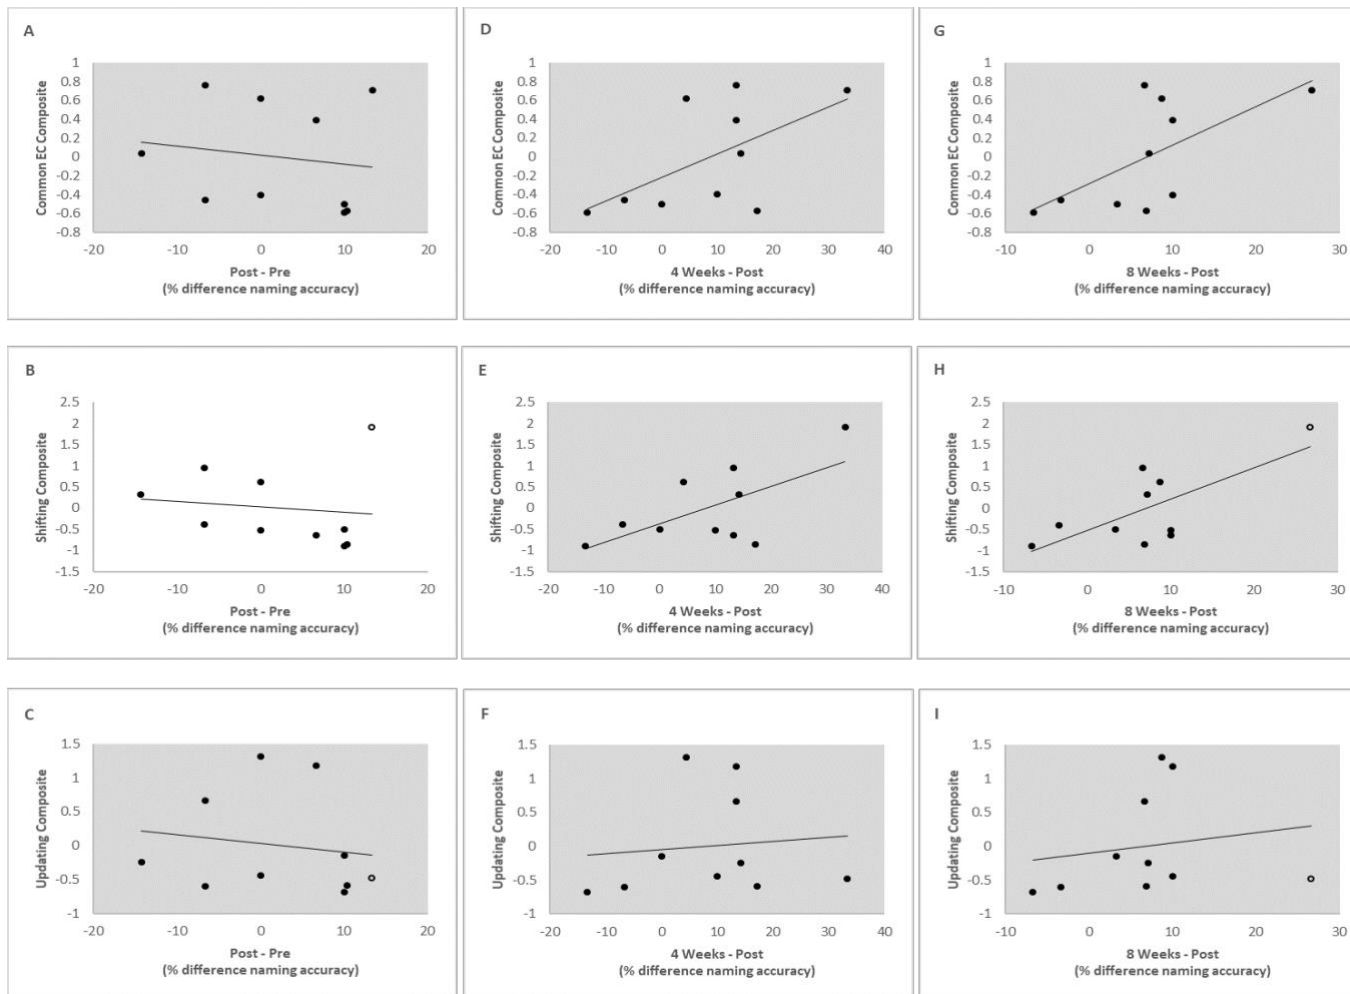 A
Common EC Composite
1
0.8
0.6
0.4
0.2
0
-0.2
-0.4
-0.6
-0.8
-20 -10 0 10 20
Post - Pre
(% difference naming accuracy)
D
Common EC Composite
1
0.8
0.6
0.4
0.2
0
-0.2
-0.4
-0.6
-0.8
-20 -10 0 10 20 30 40
4 Weeks - Post
(% difference naming accuracy)
G
Common EC Composite
1
0.8
0.6
0.4
0.2
0
-0.2
-0.4
-0.6
-0.8
-10 0 10 20 30
8 Weeks - Post
(% difference naming accuracy)
B
Shifting Composite
2.5
2
1.5
1
0.5
0
-0.5
-1
-1.5
-20 -10 0 10 20
Post - Pre
(% difference naming accuracy)
E
Shifting Composite
2.5
2
1.5
1
0.5
0
-0.5
-1
-1.5
-20 -10 0 10 20 30 40
4 Weeks - Post
(% difference naming accuracy)
H
Shifting Composite
2.5
2
1.5
1
0.5
0
-0.5
-1
-1.5
-10 0 10 20 30
8 Weeks - Post
(% difference naming accuracy)
C
Updating Composite
1.5
1
0.5
0
-0.5
-1
-20 -10 0 10 20
Post - Pre
(% difference naming accuracy)
F
Updating Composite
1.5
1
0.5
0
-0.5
-1
-20 -10 0 10 20 30 40
4 Weeks - Post
(% difference naming accuracy)
I
Updating Composite
1.5
1
0.5
0
-0.5
-1
-10 0 10 20 30
8 Weeks - Post
(% difference naming accuracy)